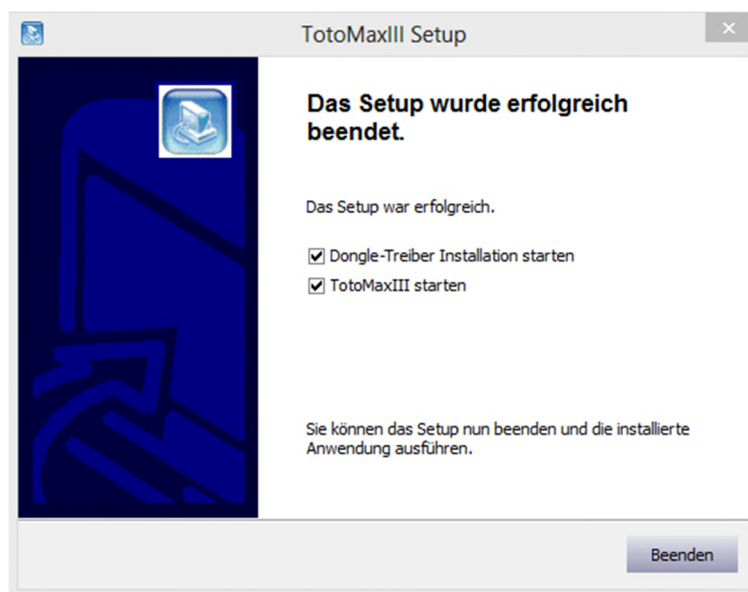 TotoMaxIII Setup
Das Setup wurde erfolgreich
beendet.
Das Setup war erfolgreich.
Dongle-Treiber Installation starten
TotoMaxIII starten
Sie können das Setup nun beenden und die installierte
Anwendung ausführen.
Beenden